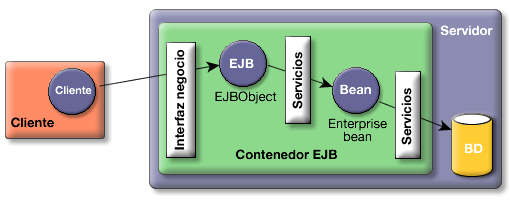 Servidor
Cliente
Cliente
Interfaz negocio
EJB
EJBObject
Servicios
Bean
Enterprise
bean
Servicios
Contenedor EJB
BD